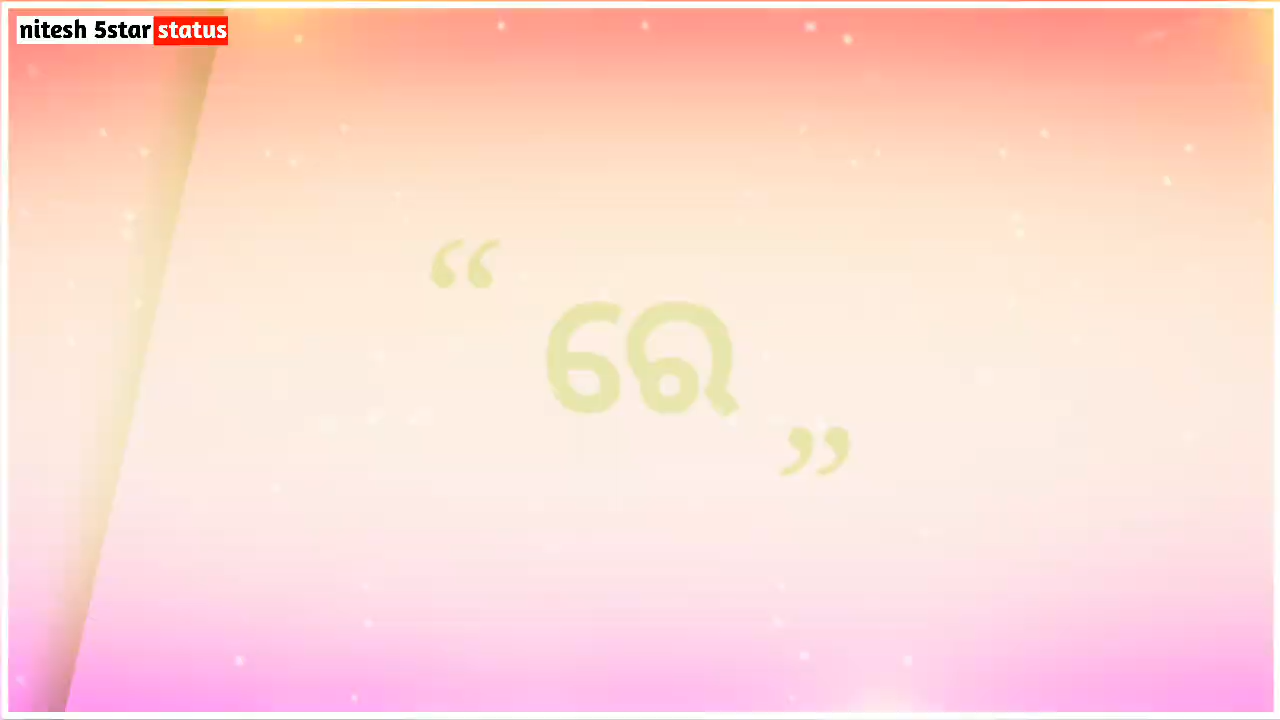 nitesh 5star status
“ ରେ ”